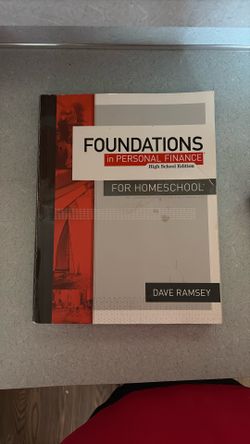 FOUNDATIONS
in PERSONAL FINANCE
High School Edition
FOR HOMESCHOOL
DAVE RAMSEY